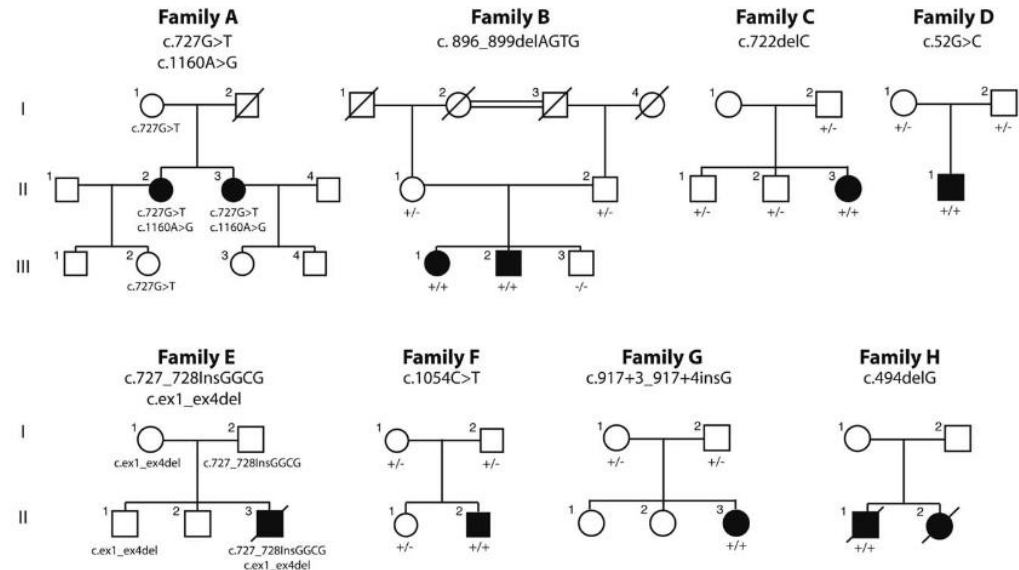 Family A
c.727G>T
c.1160A>G
Family B
c. 896_899delAGTG
Family C
c.722delC
Family D
c.52G>C
I
1 2
c.727G>T
1 2 3 4
1 2
+/-
1 2
+/- +/-
II
1 2 3 4
c.727G>T c.727G>T
c.1160A>G c.1160A>G
1 2
+/- +/-
1 2 3
+/- +/- +/+
1
+/+
III
1 2 3 4
c.727G>T
1 2 3
+/+ +/+ -/-
Family E
c.727_728InsGGCG
c.ex1_ex4del
Family F
c.1054C>T
Family G
c.917+3_917+4insG
Family H
c.494delG
I
1 2
c.ex1_ex4del c.727_728InsGGCG
1 2
+/- +/-
1 2
+/- +/-
1 2
II
1 2 3
c.ex1_ex4del c.727_728InsGGCG
c.ex1_ex4del
1 2
+/- +/+
1 2 3
+/+
1 2
+/+